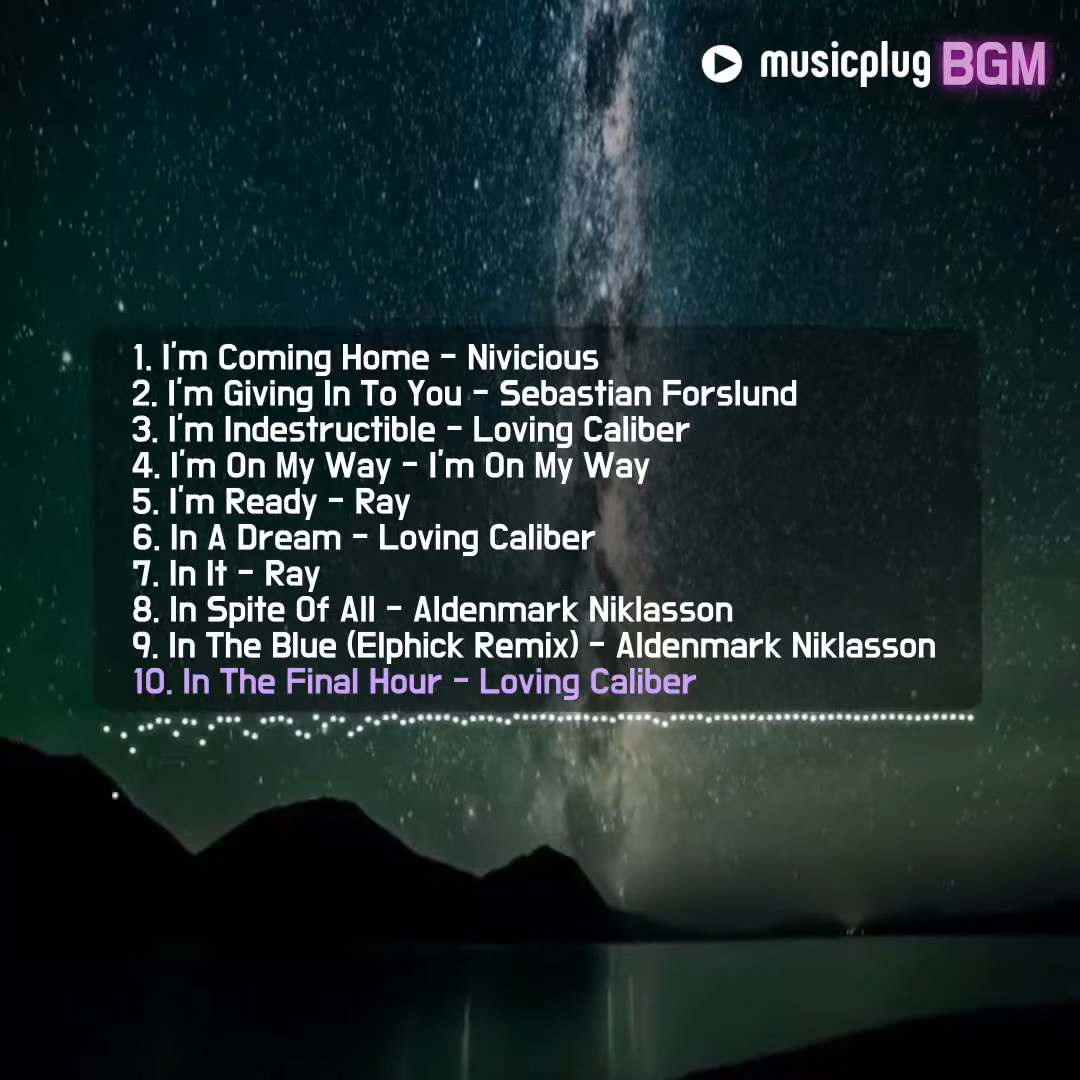 musicplug BGM
1. I'm Coming Home - Nivicious
2. I'm Giving In To You - Sebastian Forslund
3. I'm Indestructible - Loving Caliber
4. I'm On My Way - I'm On My Way
5. I'm Ready - Ray
6. In A Dream - Loving Caliber
7. In It - Ray
8. In Spite Of All - Aldenmark Niklasson
9. In The Blue (Elphick Remix) - Aldenmark Niklasson
10. In The Final Hour - Loving Caliber